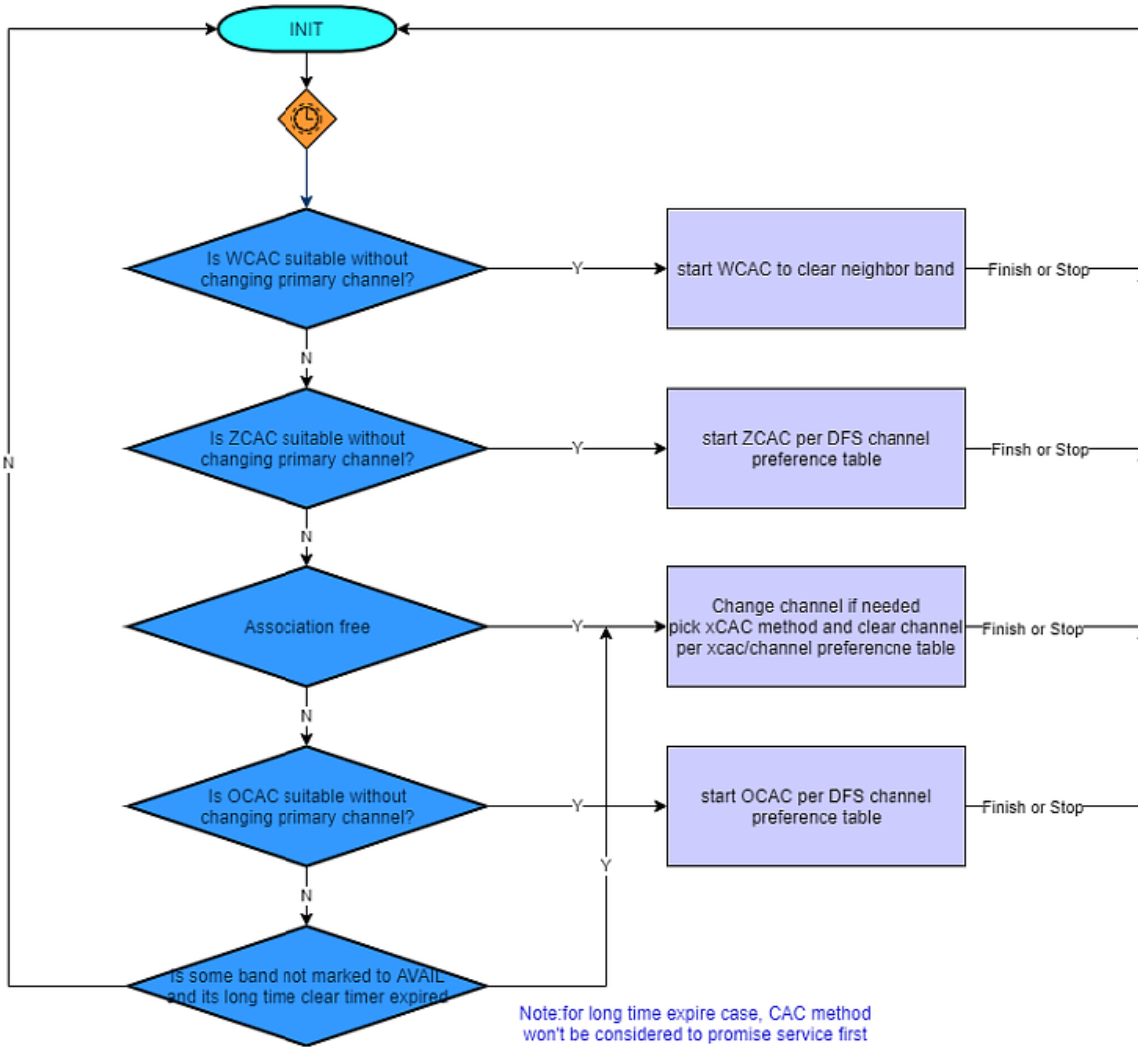 INIT
Is WCAC suitable without
changing primary channel?
Y
start WCAC to clear neighbor band
Finish or Stop
N
Is ZCAC suitable without
changing primary channel?
Y
start ZCAC per DFS channel
preference table
Finsh or Stop
N
N
Association free
Y
Change channel if needed
pick xCAC method and clear channel
per xcac/channel preferencne table
Finish or Stop
N
Is OCAC suitable without
changing primary channel?
Y
start OCAC per DFS channel
preference table
Finish or Stop
Y
N
Is some band not marked to AVAIL
and its long time clear timer expired
Note:for long time expire case, CAC method
won't be considered to promise service first